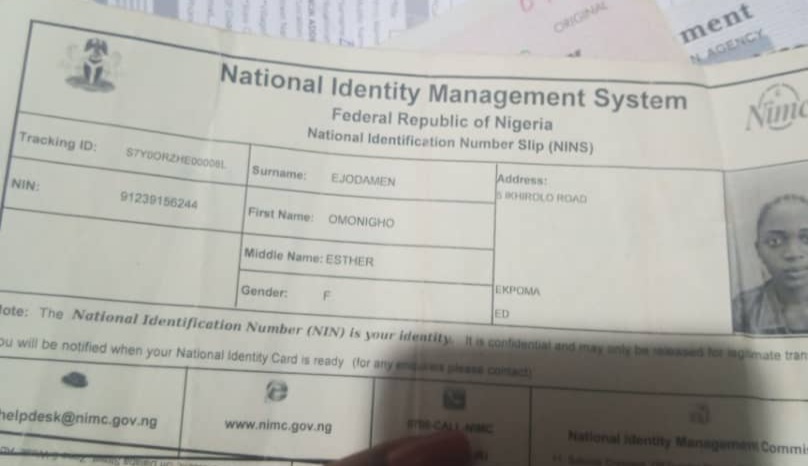 ORIGINAL
ment
N. AGENCY
National Identity Management System
Federal Republic of Nigeria
National Identification Number Slip (NINS)
Nimc
Tracking ID: S7Y0ORZHE00008L
NIN: 91239156244
Surname: EJODAMEN
First Name: OMONIGHO
Middle Name: ESTHER
Gender: F
Address:
5 IKHIROLO ROAD
EKPOMA
ED
ote: The National Identification Number (NIN) is your identity. It is confidential and may only be released for legitimate tran
ou will be notified when your National Identity Card is ready (for any enquiries please contact)
helpdesk@nimc.gov.ng
www.nimc.gov.ng
0700-CALL-NIMC
National Identity Management Commi